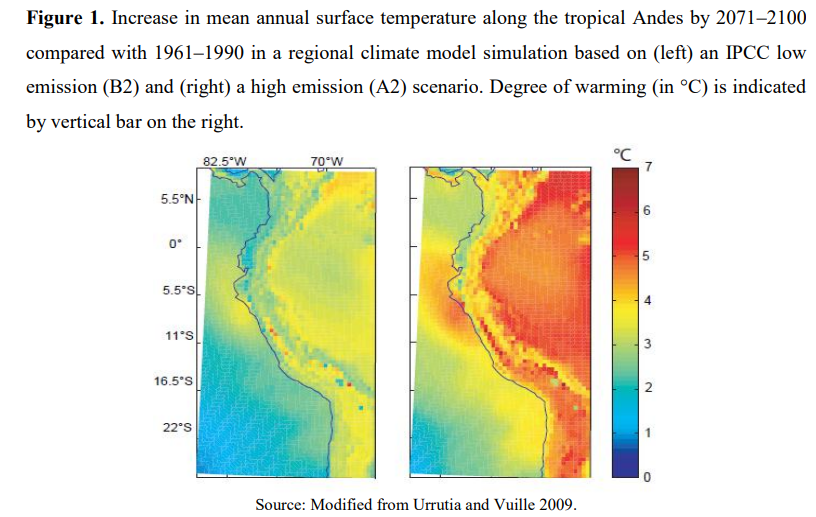 Figure 1. Increase in mean annual surface temperature along the tropical Andes by 2071–2100
compared with 1961–1990 in a regional climate model simulation based on (left) an IPCC low
emission (B2) and (right) a high emission (A2) scenario. Degree of warming (in °C) is indicated
by vertical bar on the right.
82.5°W 70°W
°C
7
6
5
4
3
2
1
0
5.5°N
0°
5.5°S
11°S
16.5°S
22°S
Source: Modified from Urrutia and Vuille 2009.